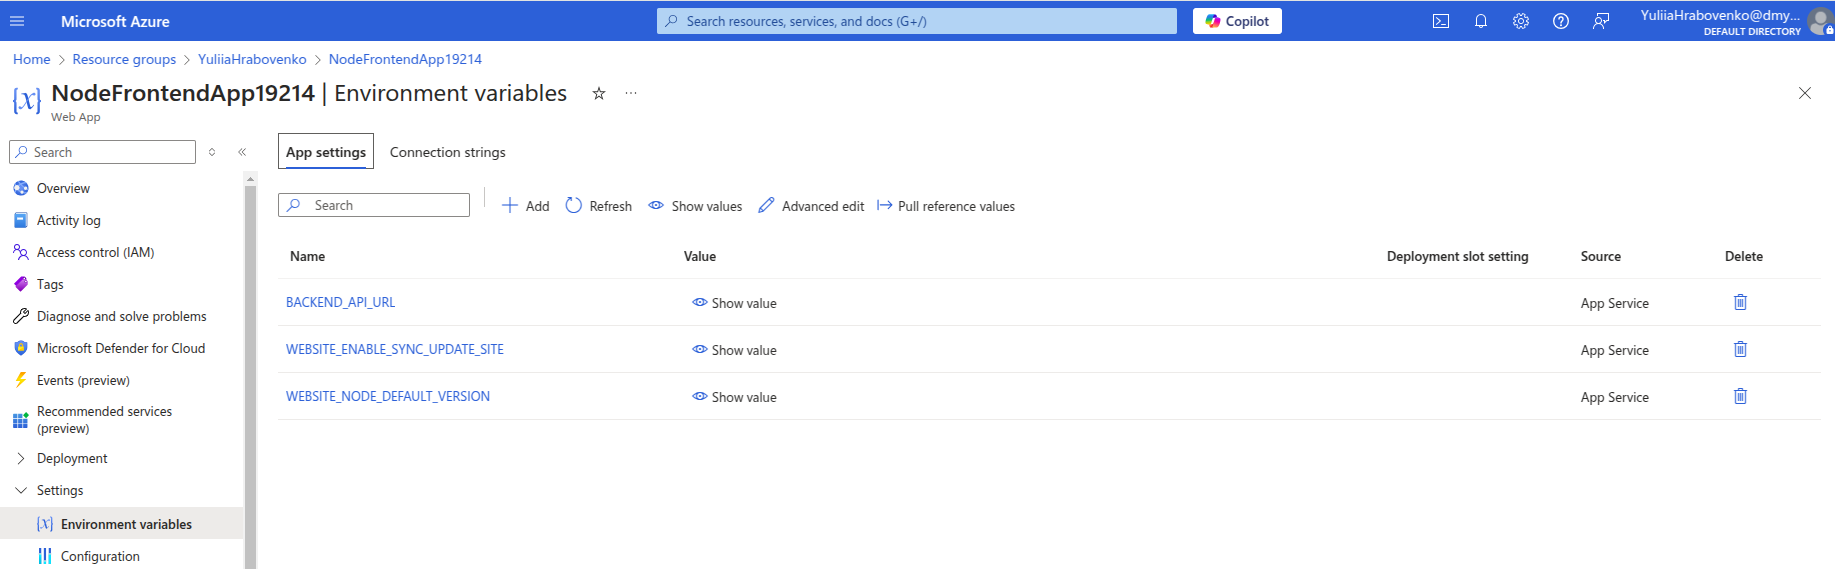 Microsoft Azure
Search resources, services, and docs (G+/)
Copilot
YuliiaHrabovenko@dmy...
DEFAULT DIRECTORY
Home > Resource groups > YuliiaHrabovenko > NodeFrontendApp19214
{x} NodeFrontendApp19214 | Environment variables
Web App
Search
Overview
Activity log
Access control (IAM)
Tags
Diagnose and solve problems
Microsoft Defender for Cloud
Events (preview)
Recommended services
(preview)
Deployment
Settings
{x} Environment variables
Configuration
App settings Connection strings
Search Add Refresh Show values Advanced edit Pull reference values
Name Value Deployment slot setting Source Delete
BACKEND_API_URL Show value App Service
WEBSITE_ENABLE_SYNC_UPDATE_SITE Show value App Service
WEBSITE_NODE_DEFAULT_VERSION Show value App Service